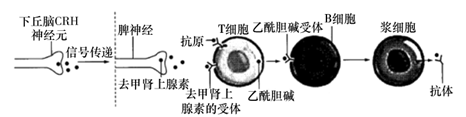 下丘脑CRH
神经元
信号传递
脾神经
去甲肾上腺素
抗原
T细胞
去甲肾上
腺素的受体
乙酰胆碱受体
乙酰胆碱
B细胞
浆细胞
抗体